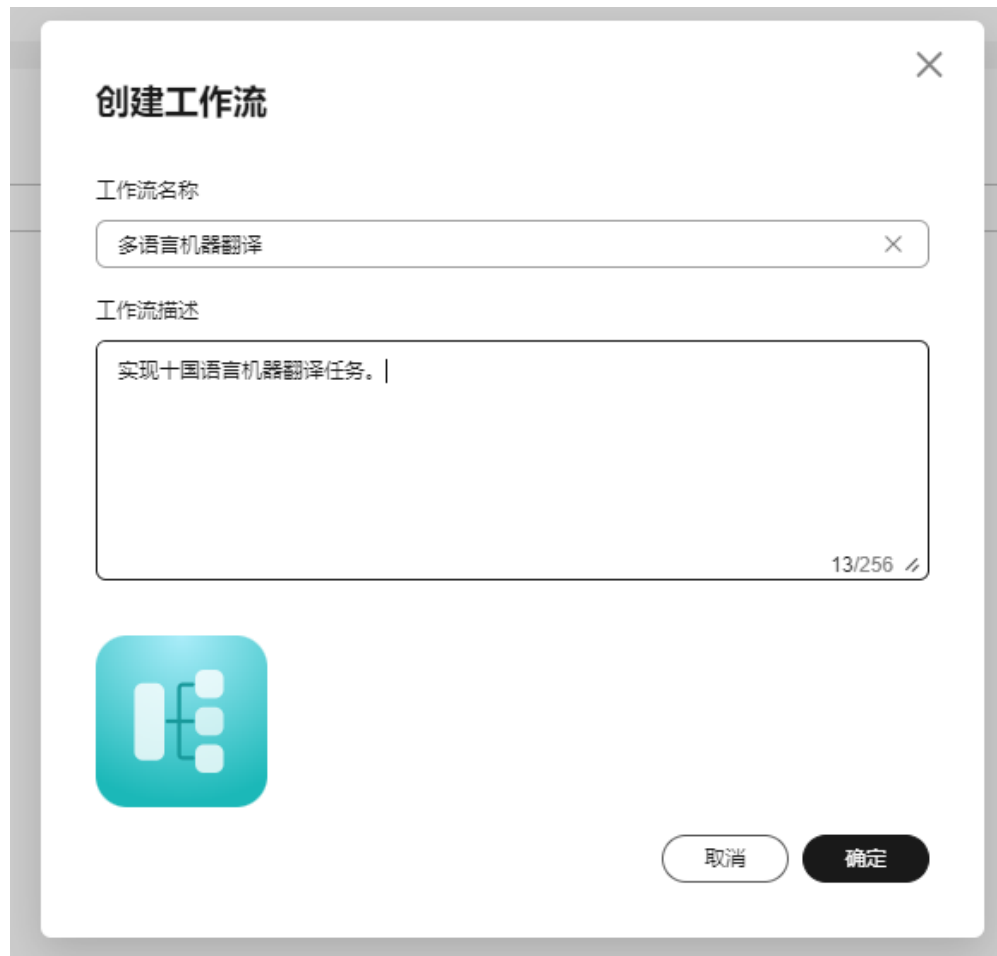 创建工作流
工作流名称
多语言机器翻译
工作流描述
实现十国语言机器翻译任务。
13/256
取消
确定